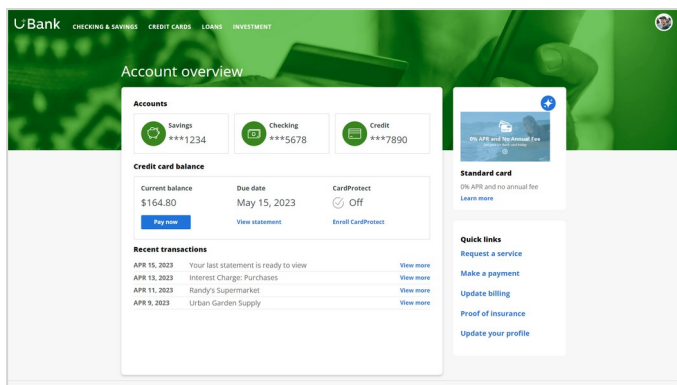 UBank CHECKING & SAVINGS CREDIT CARDS LOANS INVESTMENT
Account overview
Accounts
Savings
***1234
Checking
***5678
Credit
***7890
Credit card balance
Current balance
$164.80
Pay now
Due date
May 15, 2023
View statement
CardProtect
Off
Enroll CardProtect
Recent transactions
APR 15, 2023 Your last statement is ready to view View more
APR 13, 2023 Interest Charge: Purchases View more
APR 11, 2023 Randy's Supermarket View more
APR 9, 2023 Urban Garden Supply View more
0% APR and No Annual Fee
Standard card
0% APR and no annual fee
Learn more
Quick links
Request a service
Make a payment
Update billing
Proof of insurance
Update your profile